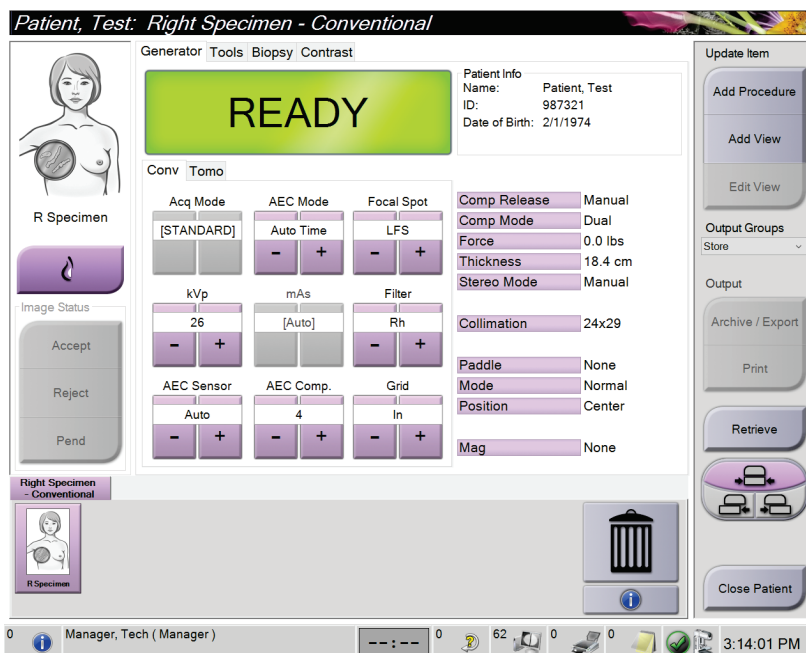 Patient, Test: Right Specimen - Conventional
Generator Tools Biopsy Contrast
READY
Patient Info
Name: Patient, Test
ID: 987321
Date of Birth: 2/1/1974
R Specimen
Image Status
Accept
Reject
Pend
Conv Tomo
Acq Mode AEC Mode Focal Spot
[STANDARD] Auto Time LFS
- + - +
kVp mAs Filter
26 [Auto] Rh
- + - +
AEC Sensor AEC Comp. Grid
Auto 4 In
- + - + - +
Comp Release Manual
Comp Mode Dual
Force 0.0 lbs
Thickness 18.4 cm
Stereo Mode Manual
Collimation 24x29
Paddle None
Mode Normal
Position Center
Mag None
Update Item
Add Procedure
Add View
Edit View
Output Groups
Store
Output
Archive / Export
Print
Retrieve
Close Patient
Right Specimen
- Conventional
R Specimen
0 Manager, Tech ( Manager ) --:-- 0 62 0 0 3:14:01 PM